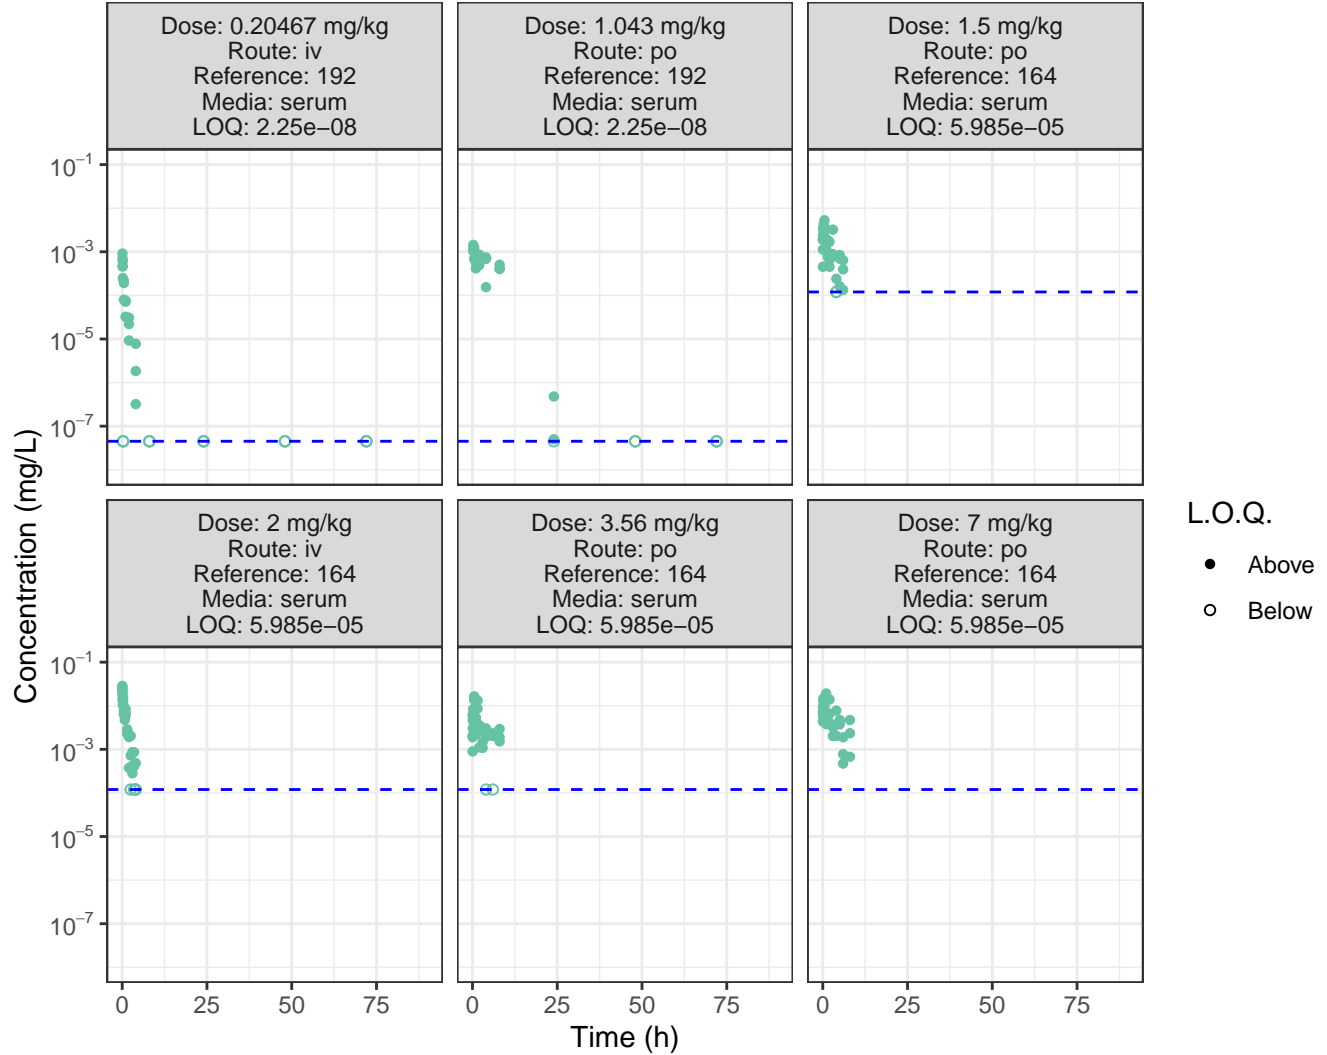 Dose: 0.20467 mg/kg
Route: iv
Reference: 192
Media: serum
LOQ: 2.25e−08
Dose: 1.043 mg/kg
Route: po
Reference: 192
Media: serum
LOQ: 2.25e−08
Dose: 1.5 mg/kg
Route: po
Reference: 164
Media: serum
LOQ: 5.985e−05
10⁻¹
10⁻³
10⁻⁵
10⁻⁷
Dose: 2 mg/kg
Route: iv
Reference: 164
Media: serum
LOQ: 5.985e−05
Dose: 3.56 mg/kg
Route: po
Reference: 164
Media: serum
LOQ: 5.985e−05
Dose: 7 mg/kg
Route: po
Reference: 164
Media: serum
LOQ: 5.985e−05
10⁻¹
10⁻³
10⁻⁵
10⁻⁷
0 25 50 75
0 25 50 75
0 25 50 75
Time (h)
Concentration (mg/L)
L.O.Q.
Above
Below